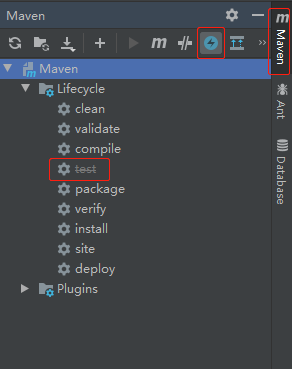 Maven
m
»
Maven
Lifecycle
clean
validate
compile
test
package
verify
install
site
deploy
Plugins
m
Maven
Ant
Database